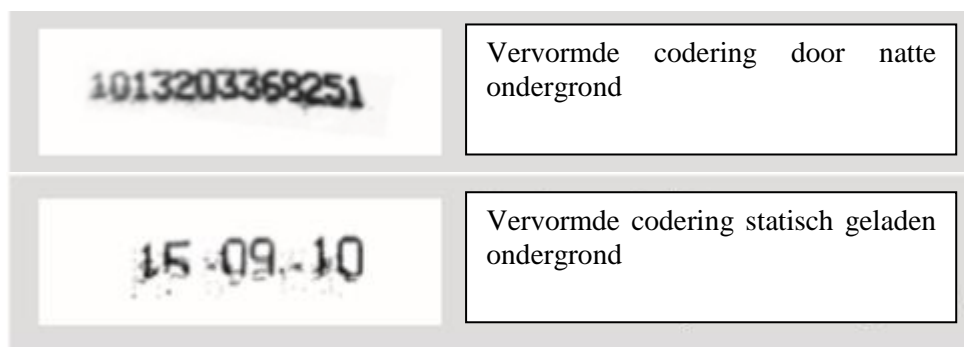 1013203368251
Vervormde codering door natte
ondergrond
15-09.-10
Vervormde codering statisch geladen
ondergrond